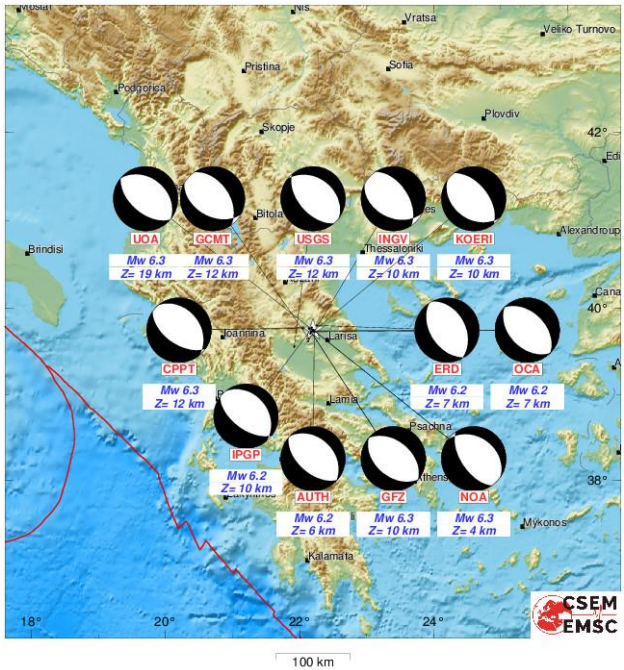 Nis
Vratsa
Veliko Turnovo
Pristina
Sofia
Podgorica
Plovdiv
Skopje
42°
Bitola
Alexandroup
UOA
GCMT
USGS
INGV
KOERI
Brindisi
Thessaloniki
Mw 6.3
Mw 6.3
Mw 6.3
Mw 6.3
Mw 6.3
Z= 19 km
Z= 12 km
Z= 12 km
Z= 10 km
Z= 10 km
40°
Ioannina
Larisa
CPPT
ERD
OCA
Mw 6.3
Z= 12 km
Mw 6.2
Z= 7 km
Mw 6.2
Z= 7 km
Lamia
Psachna
IPGP
Mw 6.2
Z= 10 km
38°
AUTH
GFZ
NOA
Mw 6.2
Z= 6 km
Mw 6.3
Z= 10 km
Mw 6.3
Z= 4 km
Mykonos
Kalamata
CSEM
EMSC
18°
20°
22°
24°
100 km